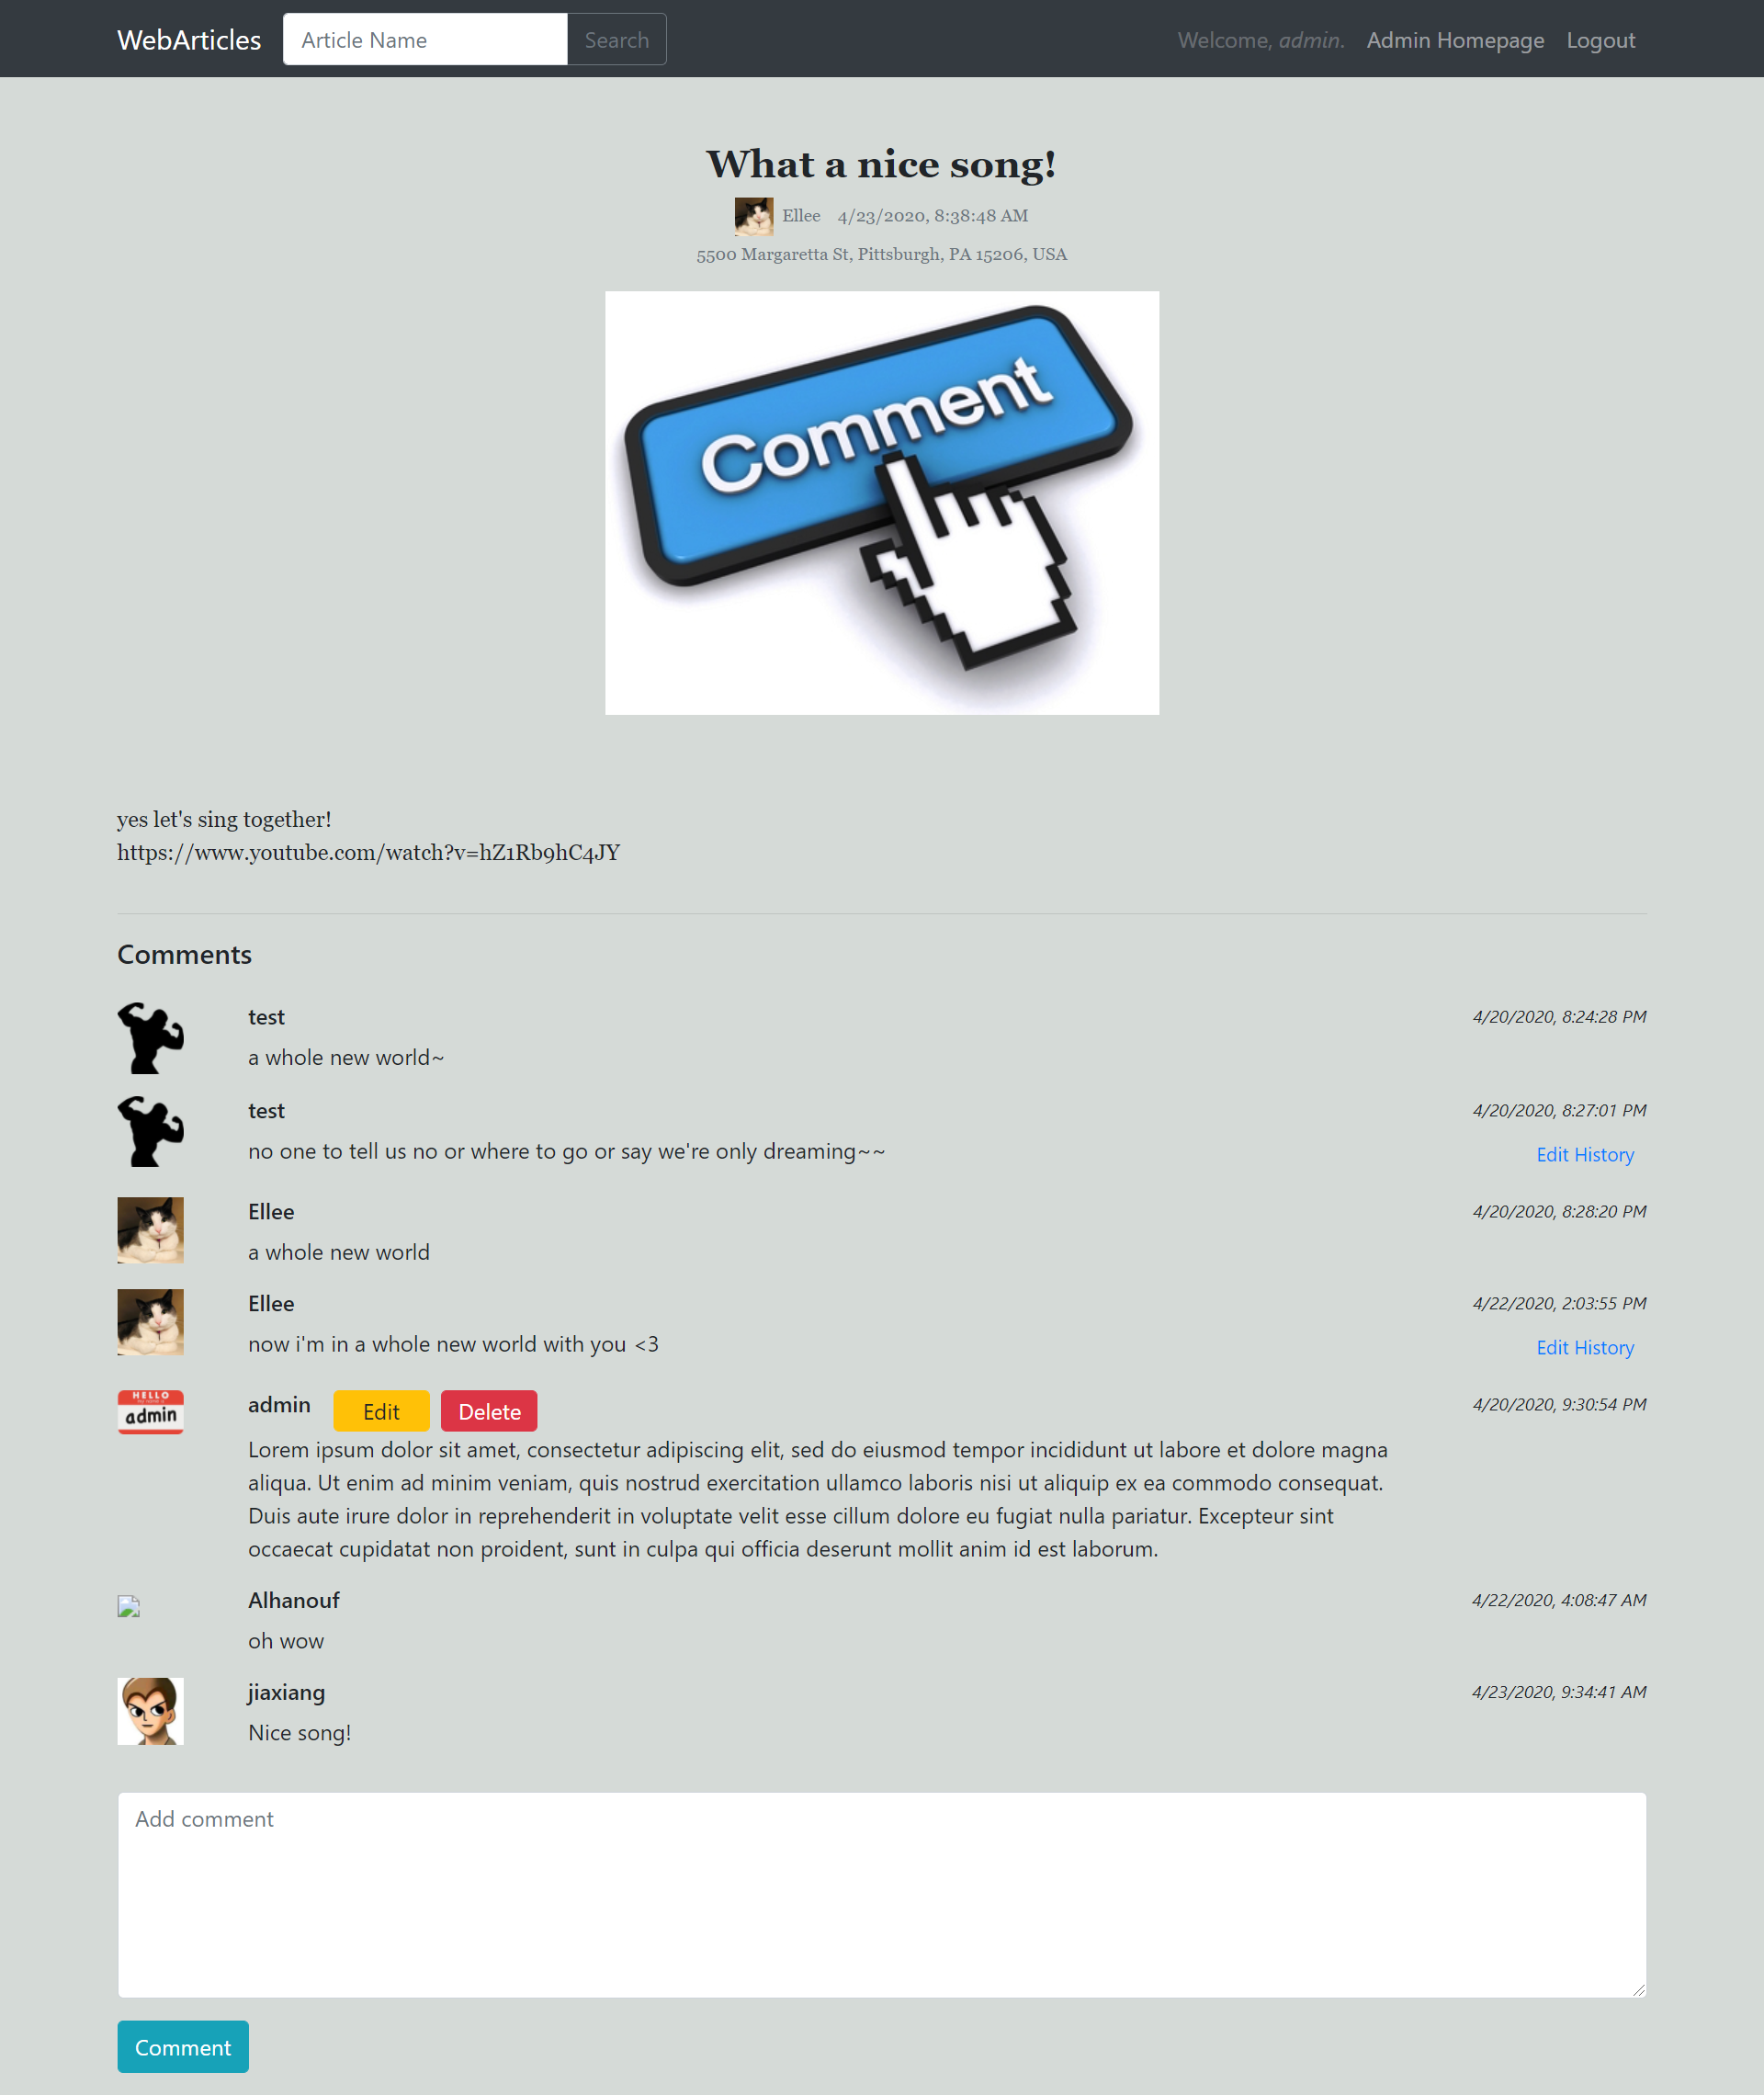 WebArticles
Article Name
Search
Welcome, admin.
Admin Homepage
Logout
What a nice song!
Ellee 4/23/2020, 8:38:48 AM
5500 Margaretta St, Pittsburgh, PA 15206, USA
Comment
yes let's sing together!
https://www.youtube.com/watch?v=hZ1Rb9hC4JY
Comments
test 4/20/2020, 8:24:28 PM
a whole new world~
test 4/20/2020, 8:27:01 PM
no one to tell us no or where to go or say we're only dreaming~~
Edit History
Ellee 4/20/2020, 8:28:20 PM
a whole new world
Ellee 4/22/2020, 2:03:55 PM
now i'm in a whole new world with you <3
Edit History
HELLO
admin
admin Edit Delete 4/20/2020, 9:30:54 PM
Lorem ipsum dolor sit amet, consectetur adipiscing elit, sed do eiusmod tempor incididunt ut labore et dolore magna
aliqua. Ut enim ad minim veniam, quis nostrud exercitation ullamco laboris nisi ut aliquip ex ea commodo consequat.
Duis aute irure dolor in reprehenderit in voluptate velit esse cillum dolore eu fugiat nulla pariatur. Excepteur sint
occaecat cupidatat non proident, sunt in culpa qui officia deserunt mollit anim id est laborum.
Alhanouf 4/22/2020, 4:08:47 AM
oh wow
jiaxiang 4/23/2020, 9:34:41 AM
Nice song!
Add comment
Comment